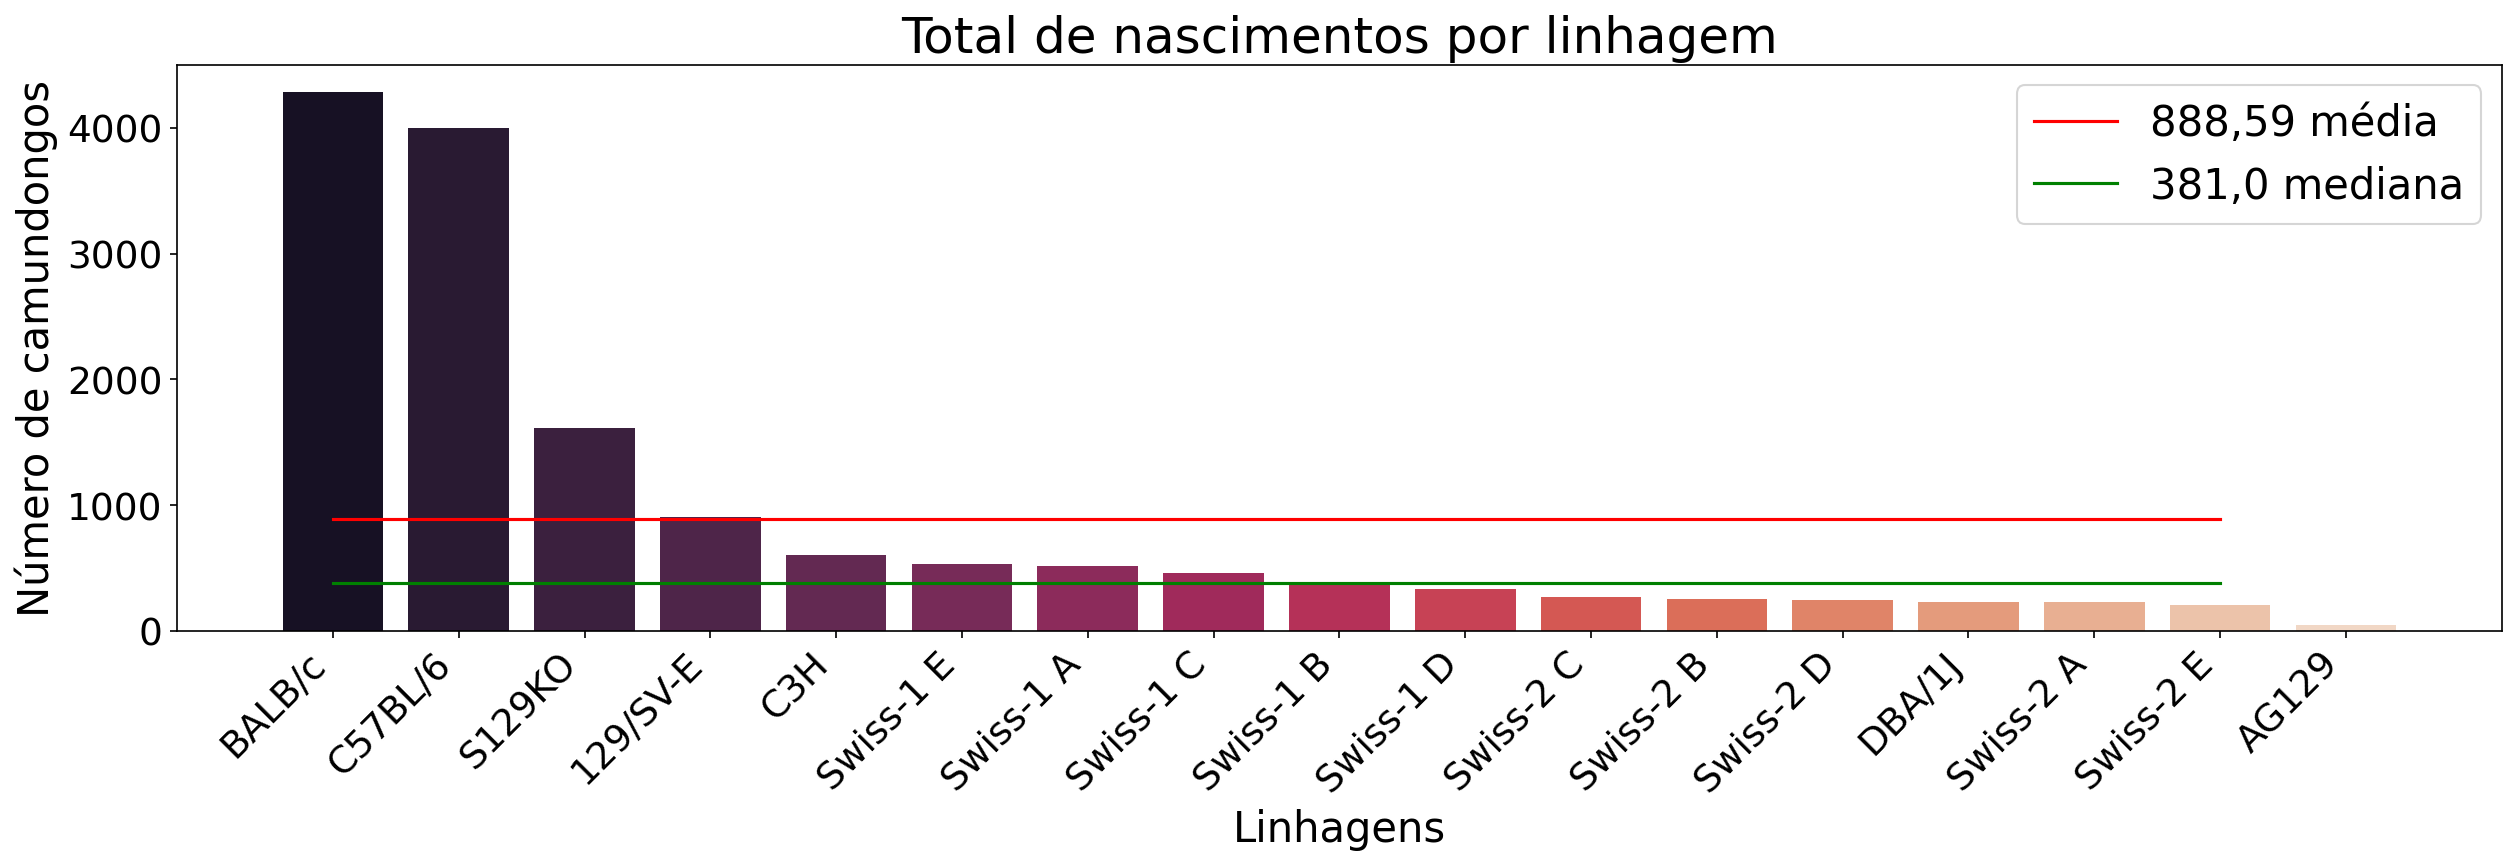 Total de nascimentos por linhagem
Número de camundongos
4000
3000
2000
1000
0
888,59 média
381,0 mediana
BALB/c
C57BL/6
S129KO
129/SV-E
C3H
Swiss-1 E
Swiss-1 A
Swiss-1 C
Swiss-1 B
Swiss-1 D
Swiss-2 C
Swiss-2 B
Swiss-2 D
DBA/1J
Swiss-2 A
Swiss-2 E
AG129
Linhagens